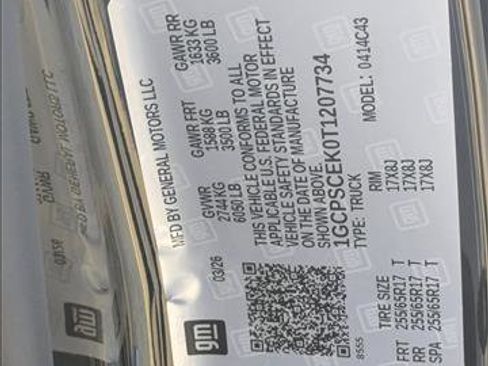 MFD BY GENERAL MOTORS LLC
03/26
GVWR GAWR FRT GAWR RR
2744 KG 1588 KG 1633 KG
6050 LB 3500 LB 3600 LB
gm
THIS VEHICLE CONFORMS TO ALL
APPLICABLE U.S. FEDERAL MOTOR
VEHICLE SAFETY STANDARDS IN EFFECT
ON THE DATE OF MANUFACTURE
SHOWN ABOVE.
1GCPSCEK0T1207734
TYPE: TRUCK MODEL: 0414C43
8555
TIRE SIZE RIM
FRT 255/65R17 T 17X8J
RR 255/65R17 T 17X8J
SPA 255/65R17 T 17X8J